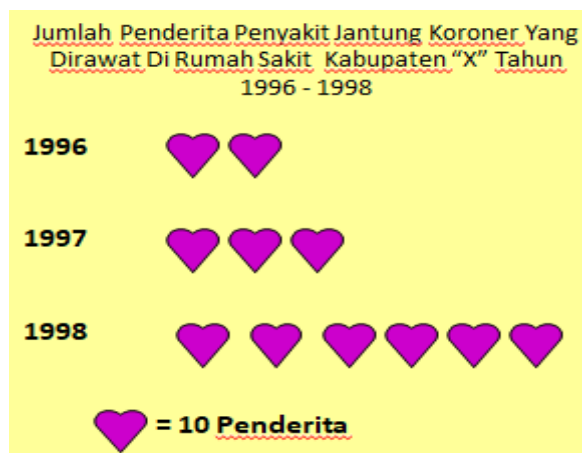 Jumlah Penderita Penyakit Jantung Koroner Yang
Dirawat Di Rumah Sakit Kabupaten “X” Tahun
1996 - 1998
1996
1997
1998
= 10 Penderita